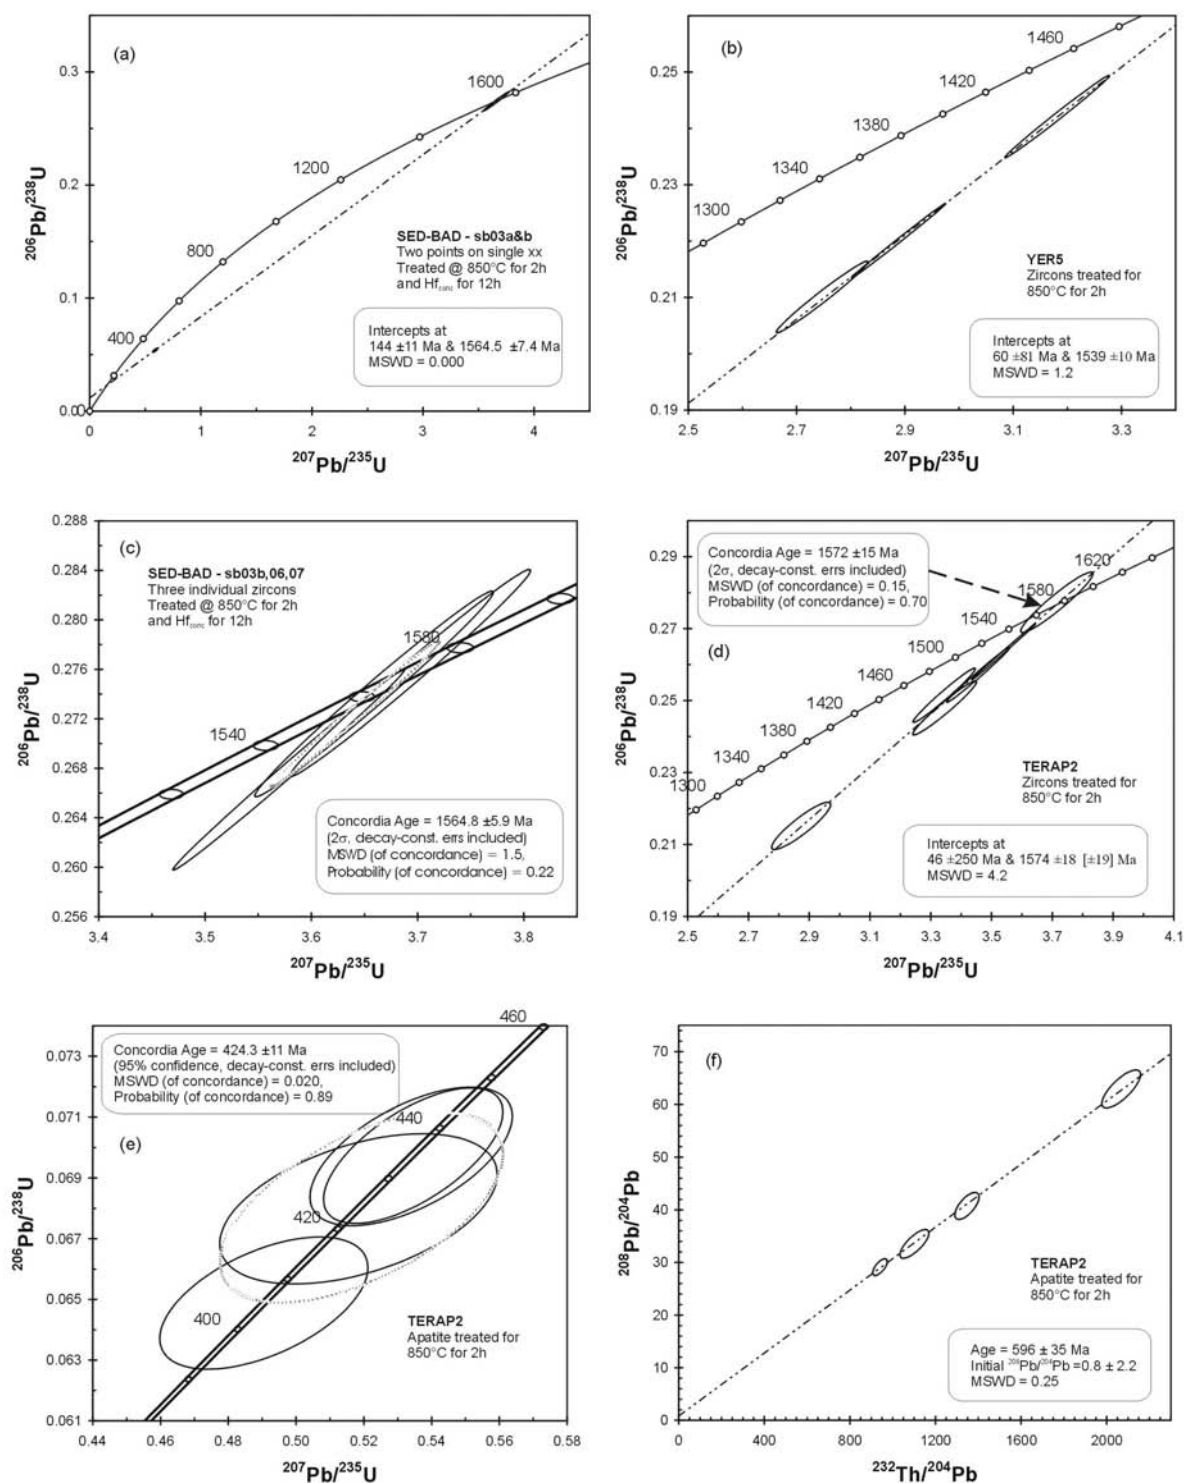 (a)
0.3
0.2
0.1
0.0
0
400
800
1200
1600
SED-BAD - sb03a&b
Two points on single xx
Treated @ 850°C for 2h
and Hfconc for 12h
Intercepts at
144 ±11 Ma & 1564.5 ±7.4 Ma
MSWD = 0.000
0 1 2 3 4
206Pb/238U
207Pb/235U
(b)
0.25
0.23
0.21
0.19
1300
1340
1380
1420
1460
YER5
Zircons treated for
850°C for 2h
Intercepts at
60 ±81 Ma & 1539 ±10 Ma
MSWD = 1.2
2.5 2.7 2.9 3.1 3.3
206Pb/238U
207Pb/235U
(c)
0.288
0.284
0.280
0.276
0.272
0.268
0.264
0.260
0.256
SED-BAD - sb03b,06,07
Three individual zircons
Treated @ 850°C for 2h
and Hfconc for 12h
1580
1540
Concordia Age = 1564.8 ±5.9 Ma
(2σ, decay-const. errs included)
MSWD (of concordance) = 1.5,
Probability (of concordance) = 0.22
3.4 3.5 3.6 3.7 3.8
206Pb/238U
207Pb/235U
Concordia Age = 1572 ±15 Ma
(2σ, decay-const. errs included)
MSWD (of concordance) = 0.15,
Probability (of concordance) = 0.70
(d)
0.29
0.27
0.25
0.23
0.21
0.19
1620
1580
1540
1500
1460
1420
1380
1340
1300
TERAP2
Zircons treated for
850°C for 2h
Intercepts at
46 ±250 Ma & 1574 ±18 [±19] Ma
MSWD = 4.2
2.5 2.7 2.9 3.1 3.3 3.5 3.7 3.9 4.1
206Pb/238U
207Pb/235U
460
Concordia Age = 424.3 ±11 Ma
(95% confidence, decay-const. errs included)
MSWD (of concordance) = 0.020,
Probability (of concordance) = 0.89
(e)
0.073
0.071
0.069
0.067
0.065
0.063
0.061
440
420
400
TERAP2
Apatite treated for
850°C for 2h
0.44 0.46 0.48 0.50 0.52 0.54 0.56 0.58
206Pb/238U
207Pb/235U
(f)
70
60
50
40
30
20
10
0
TERAP2
Apatite treated for
850°C for 2h
Age = 596 ± 35 Ma
Initial 208Pb/204Pb =0.8 ± 2.2
MSWD = 0.25
0 400 800 1200 1600 2000
208Pb/204Pb
232Th/204Pb